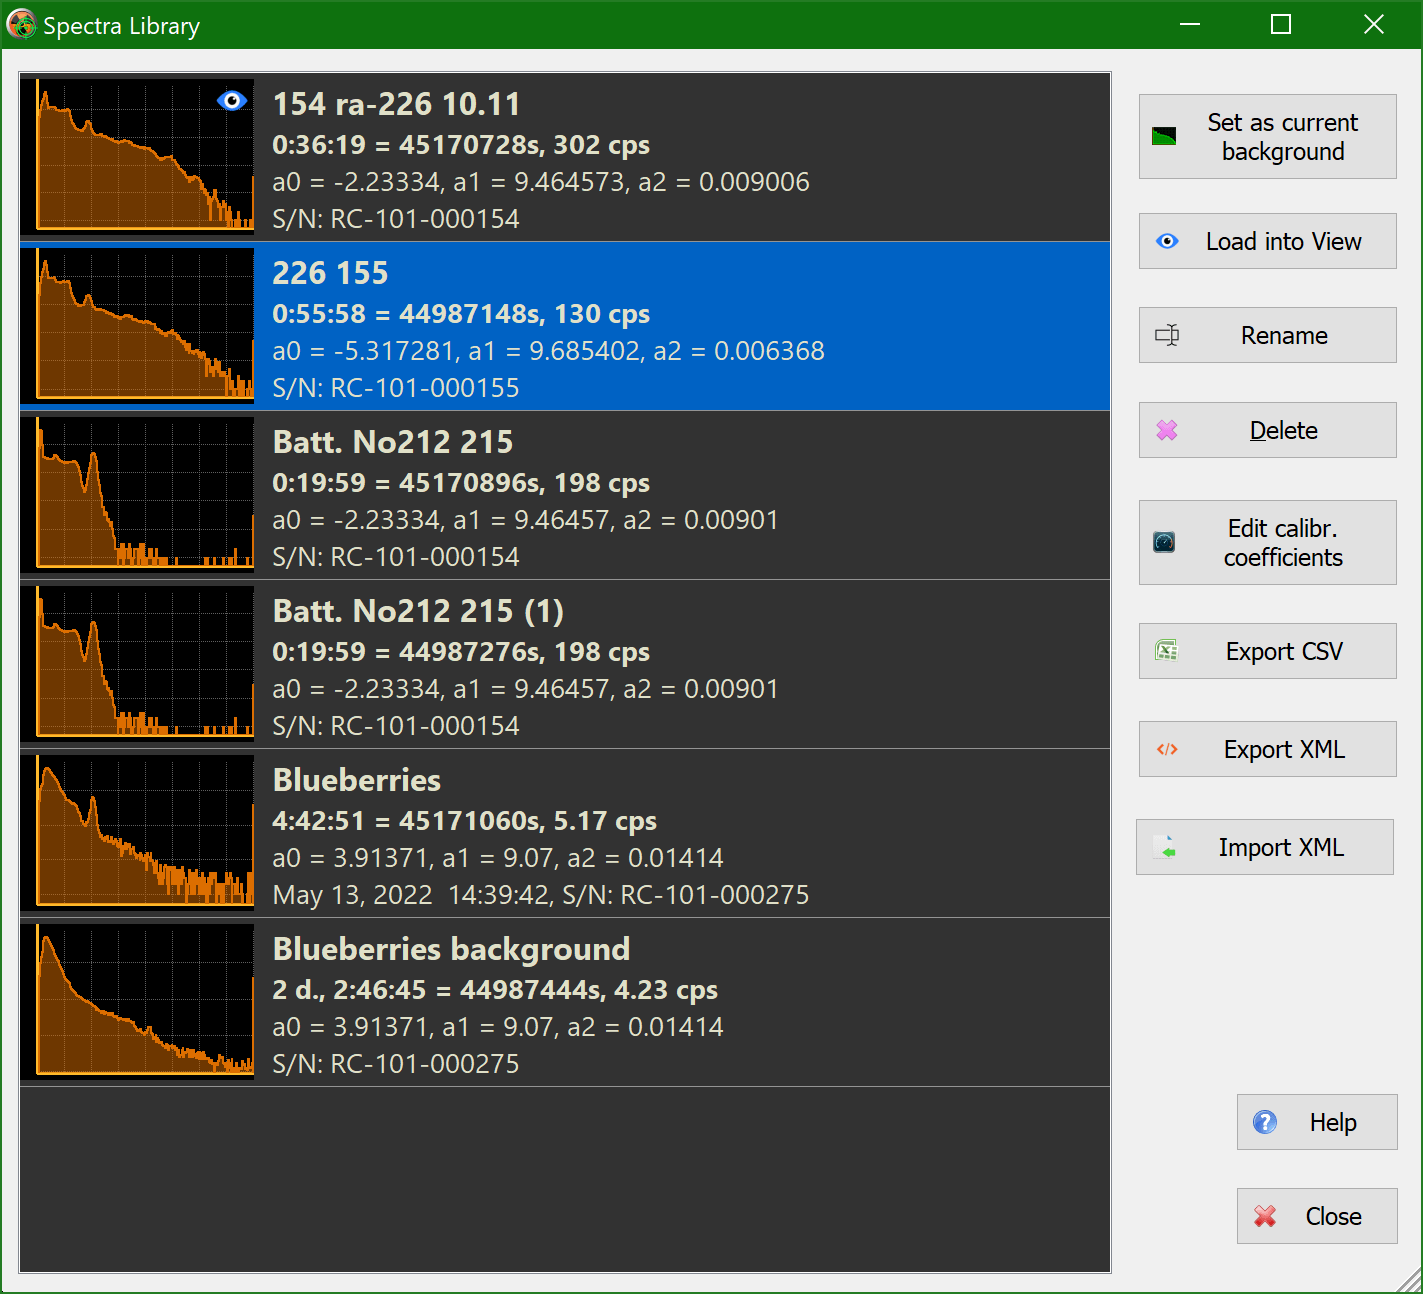 Spectra Library
154 ra-226 10.11
0:36:19 = 45170728s, 302 cps
a0 = -2.23334, a1 = 9.464573, a2 = 0.009006
S/N: RC-101-000154
226 155
0:55:58 = 44987148s, 130 cps
a0 = -5.317281, a1 = 9.685402, a2 = 0.006368
S/N: RC-101-000155
Batt. No212 215
0:19:59 = 45170896s, 198 cps
a0 = -2.23334, a1 = 9.46457, a2 = 0.00901
S/N: RC-101-000154
Batt. No212 215 (1)
0:19:59 = 44987276s, 198 cps
a0 = -2.23334, a1 = 9.46457, a2 = 0.00901
S/N: RC-101-000154
Blueberries
4:42:51 = 45171060s, 5.17 cps
a0 = 3.91371, a1 = 9.07, a2 = 0.01414
May 13, 2022  14:39:42, S/N: RC-101-000275
Blueberries background
2 d., 2:46:45 = 44987444s, 4.23 cps
a0 = 3.91371, a1 = 9.07, a2 = 0.01414
S/N: RC-101-000275
Set as current
background
Load into View
Rename
Delete
Edit calibr.
coefficients
Export CSV
Export XML
Import XML
Help
Close